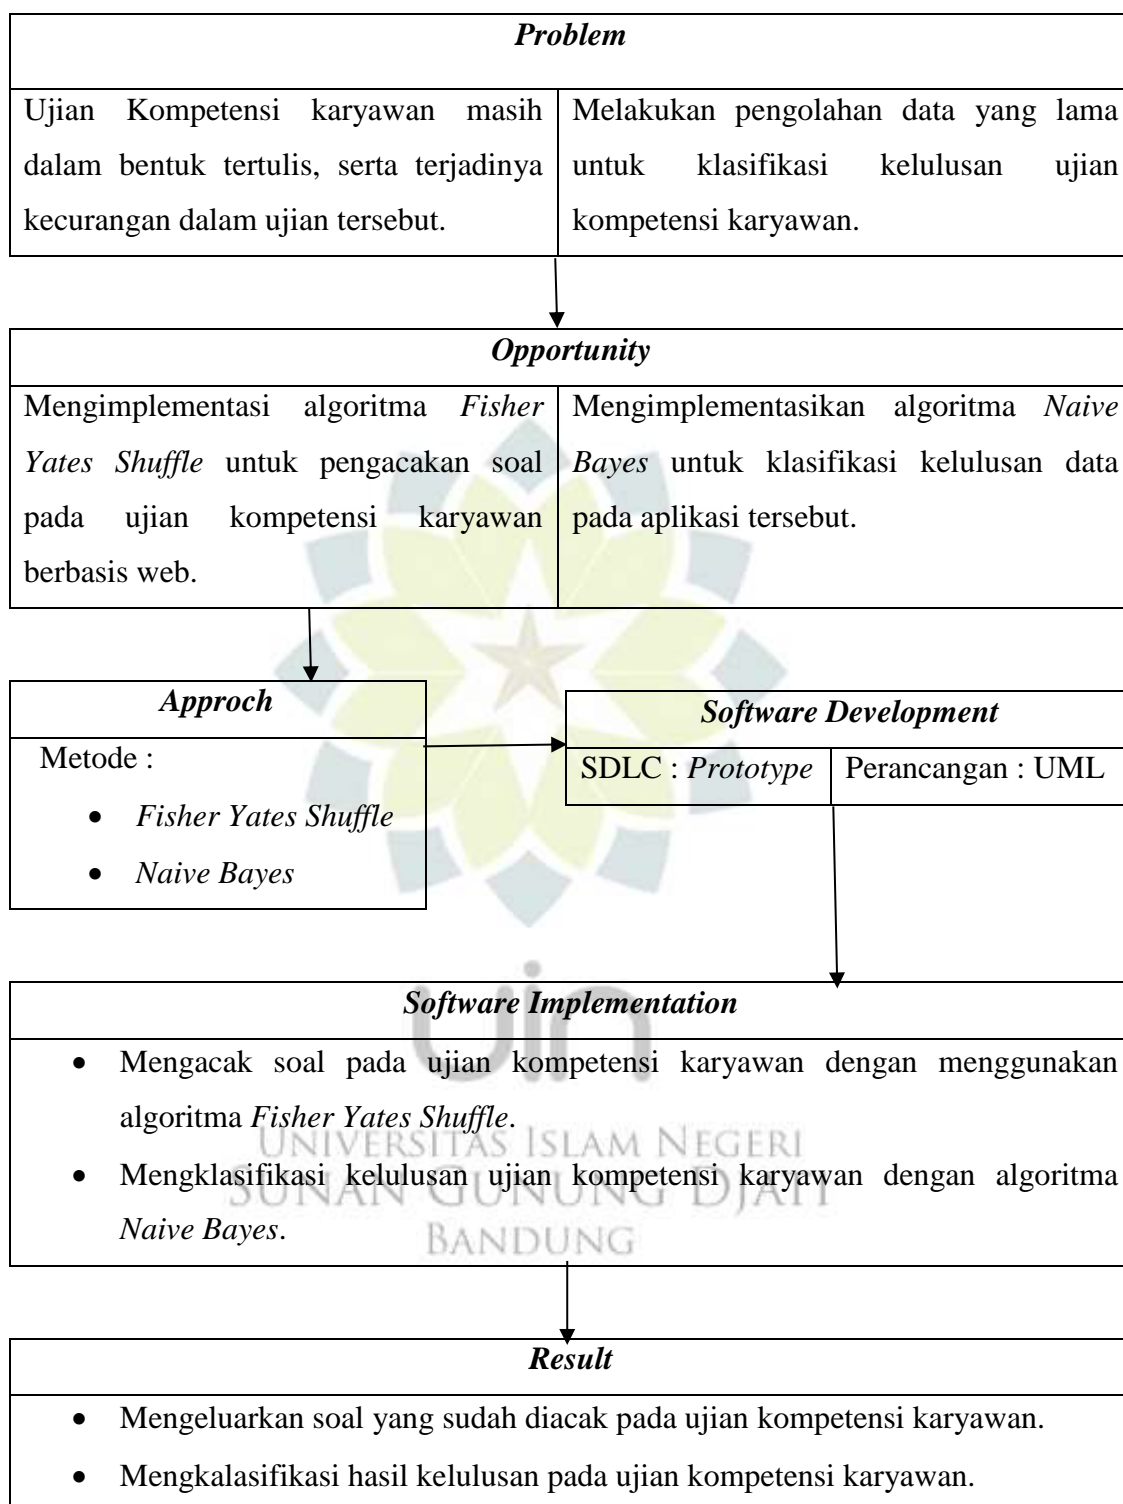 Problem
Ujian Kompetensi karyawan masih
dalam bentuk tertulis, serta terjadinya
kecurangan dalam ujian tersebut.
Melakukan pengolahan data yang lama
untuk klasifikasi kelulusan ujian
kompetensi karyawan.
Opportunity
Mengimplementasi algoritma Fisher
Yates Shuffle untuk pengacakan soal
pada ujian kompetensi karyawan
berbasis web.
Mengimplementasikan algoritma Naive
Bayes untuk klasifikasi kelulusan data
pada aplikasi tersebut.
Approch
Metode :
• Fisher Yates Shuffle
• Naive Bayes
Software Development
SDLC : Prototype
Perancangan : UML
uin
Software Implementation
• Mengacak soal pada ujian kompetensi karyawan dengan menggunakan
algoritma Fisher Yates Shuffle.
UNIVERSITAS ISLAM NEGERI
• Mengklasifikasi kelulusan ujian kompetensi karyawan dengan algoritma
SUNAN GUNUNG DJATI
Naive Bayes.
BANDUNG
Result
• Mengeluarkan soal yang sudah diacak pada ujian kompetensi karyawan.
• Mengkalasifikasi hasil kelulusan pada ujian kompetensi karyawan.